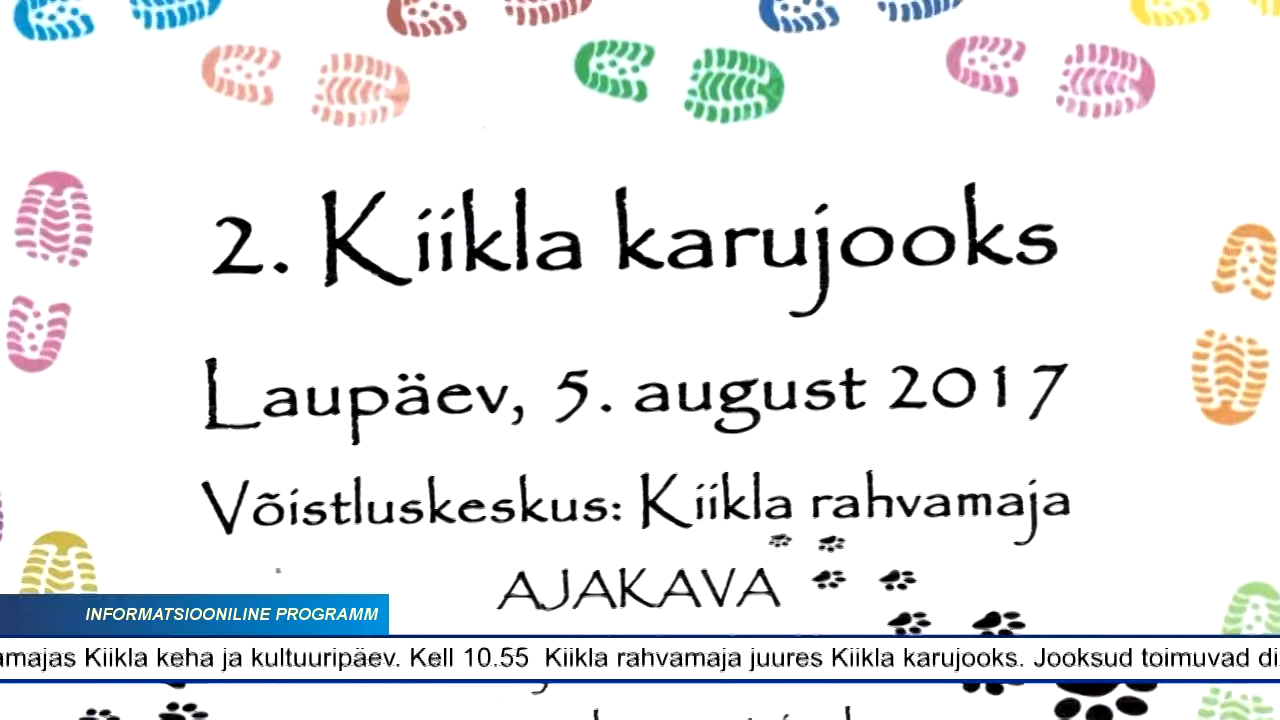 2. Kiikla karujooks
Laupäev, 5. august 2017
Võistluskeskus: Kiikla rahvamaja
AJAKAVA
INFORMATSIOONILINE PROGRAMM
Kiikla keha ja kultuuripäev. Kell 10.55 Kiikla rahvamaja juures Kiikla karujooks. Jooksud toimuvad